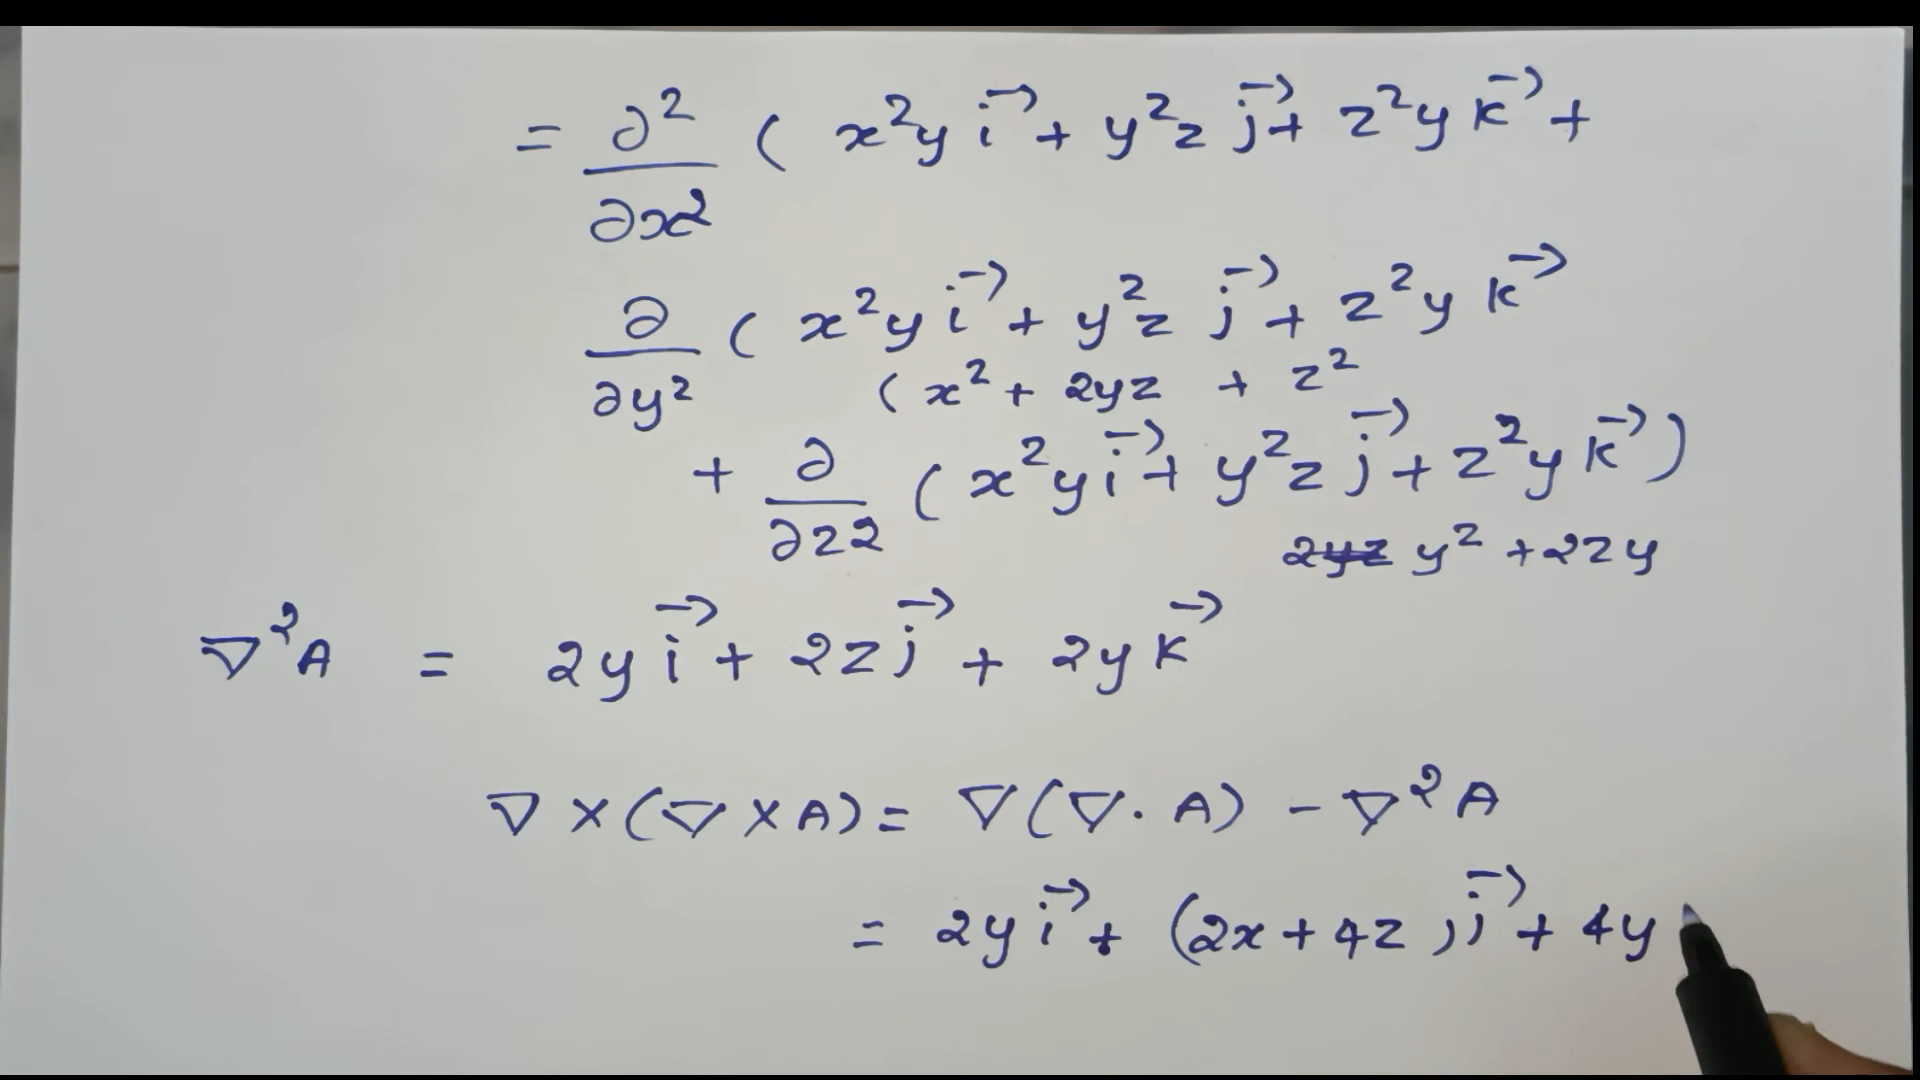 = ∂² / ∂x² ( x²y i⃗ + y²z j⃗ + z²y k⃗ +
∂ / ∂y² ( x²y i⃗ + y²z j⃗ + z²y k⃗
( x² + 2yz + z²
+ ∂ / ∂z2 ( x²y i⃗ + y²z j⃗ + z²y k⃗ )
2yz y² + 2zy
∇²A = 2y i⃗ + 2z j⃗ + 2y k⃗
∇ × (∇ × A) = ∇(∇ · A) − ∇²A
= 2y i⃗ + (2x + 4z ) j⃗ + 4y